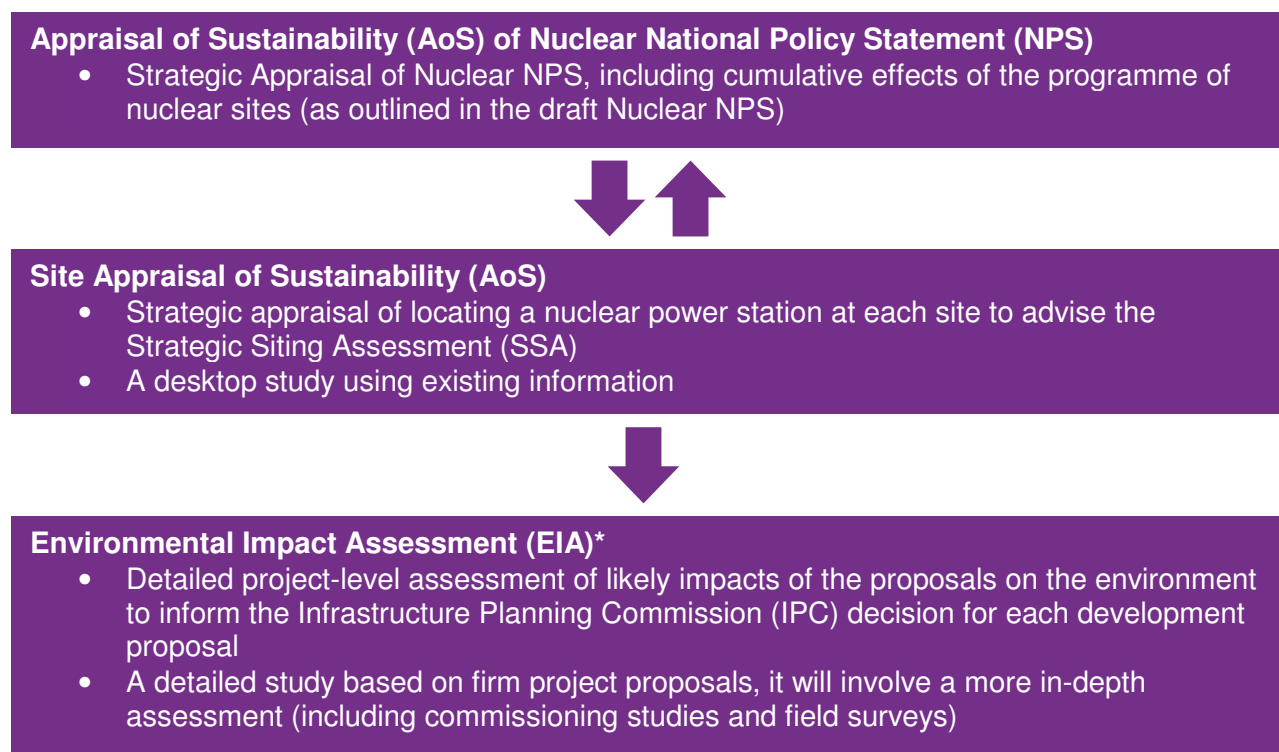 Appraisal of Sustainability (AoS) of Nuclear National Policy Statement (NPS)
• Strategic Appraisal of Nuclear NPS, including cumulative effects of the programme of
nuclear sites (as outlined in the draft Nuclear NPS)
Site Appraisal of Sustainability (AoS)
• Strategic appraisal of locating a nuclear power station at each site to advise the
Strategic Siting Assessment (SSA)
• A desktop study using existing information
Environmental Impact Assessment (EIA)*
• Detailed project-level assessment of likely impacts of the proposals on the environment
to inform the Infrastructure Planning Commission (IPC) decision for each development
proposal
• A detailed study based on firm project proposals, it will involve a more in-depth
assessment (including commissioning studies and field surveys)